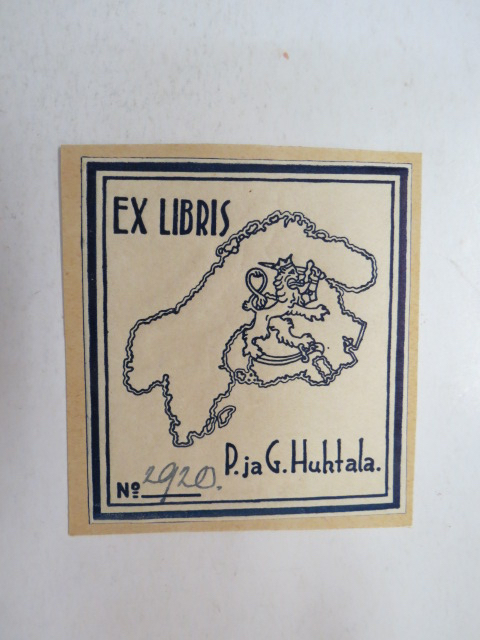 EX LIBRIS
P. ja G. Huhtala.
Nº 2920.